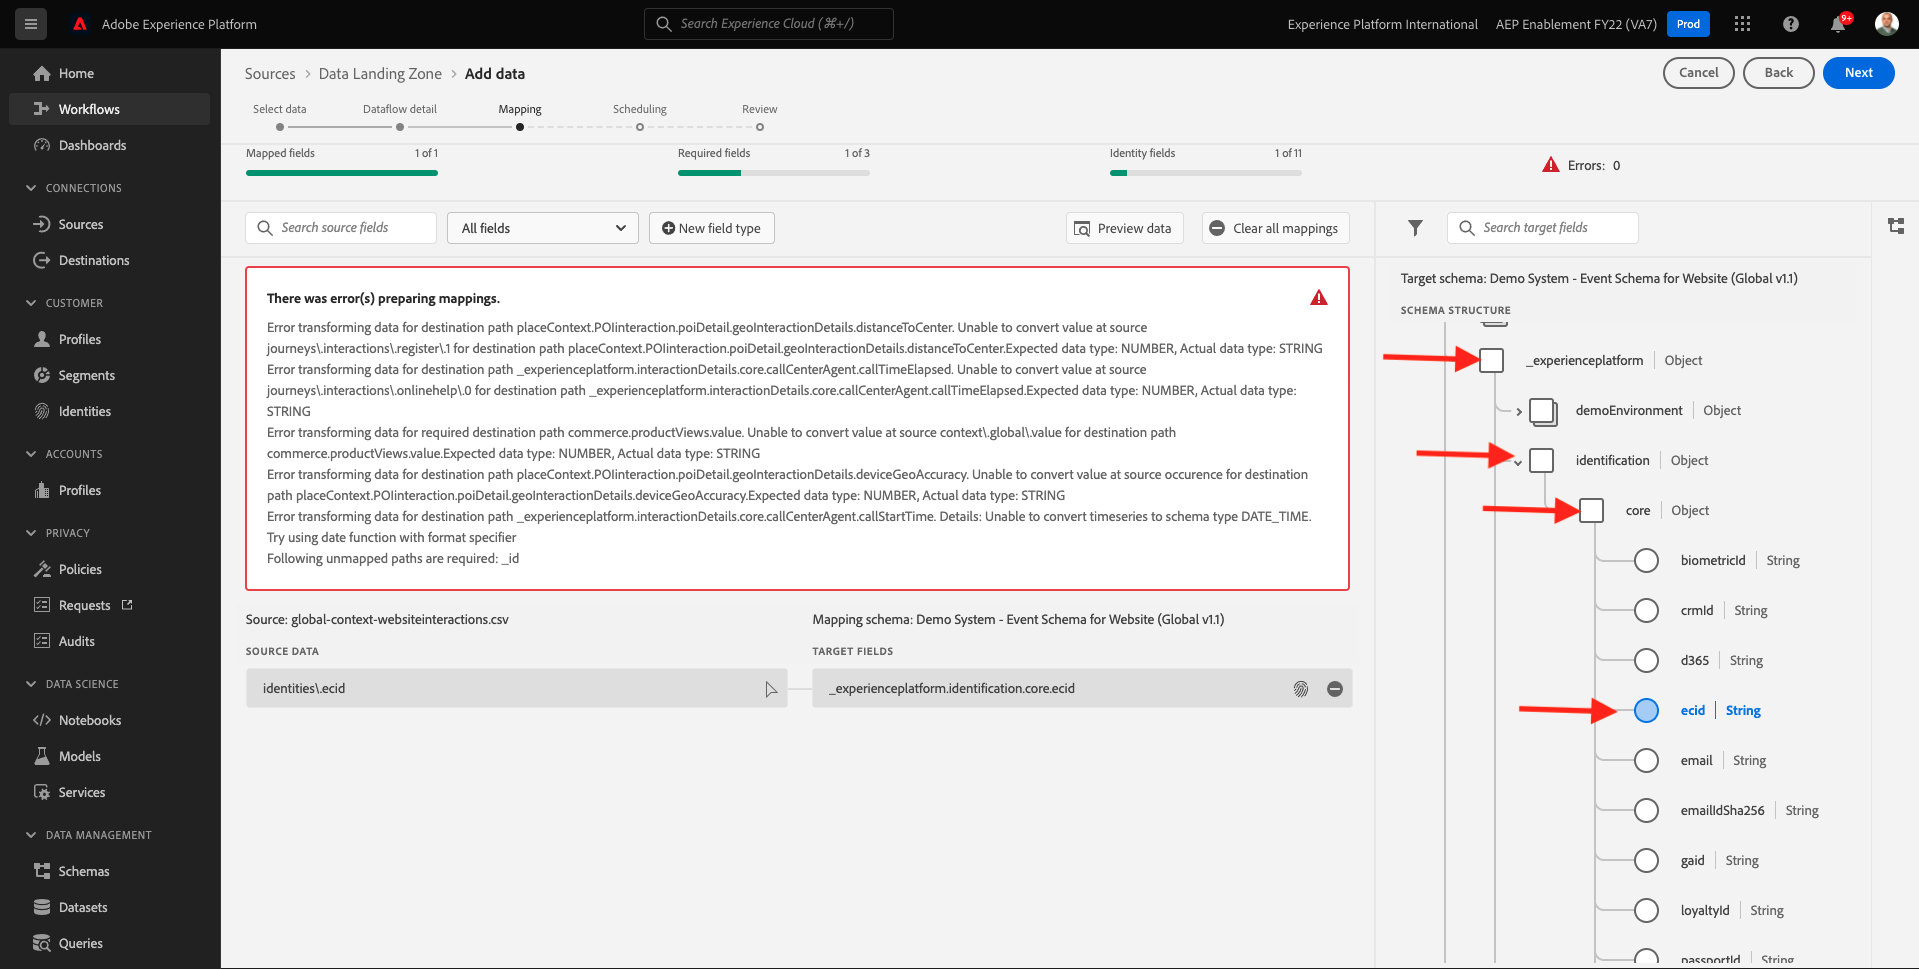 Adobe Experience Platform
Search Experience Cloud (⌘+/)
Experience Platform International
AEP Enablement FY22 (VA7)
Prod
9+
Home
Workflows
Dashboards
CONNECTIONS
Sources
Destinations
CUSTOMER
Profiles
Segments
Identities
ACCOUNTS
Profiles
PRIVACY
Policies
Requests
Audits
DATA SCIENCE
Notebooks
Models
Services
DATA MANAGEMENT
Schemas
Datasets
Queries
Sources > Data Landing Zone > Add data
Cancel
Back
Next
Select data
Dataflow detail
Mapping
Scheduling
Review
Mapped fields 1 of 1
Required fields 1 of 3
Identity fields 1 of 11
Errors: 0
Search source fields
All fields
New field type
Preview data
Clear all mappings
Search target fields
There was error(s) preparing mappings.
Error transforming data for destination path placeContext.POIinteraction.poiDetail.geoInteractionDetails.distanceToCenter. Unable to convert value at source
journeys\.interactions\.register\.1 for destination path placeContext.POIinteraction.poiDetail.geoInteractionDetails.distanceToCenter.Expected data type: NUMBER, Actual data type: STRING
Error transforming data for destination path _experienceplatform.interactionDetails.core.callCenterAgent.callTimeElapsed. Unable to convert value at source
journeys\.interactions\.onlinehelp\.0 for destination path _experienceplatform.interactionDetails.core.callCenterAgent.callTimeElapsed.Expected data type: NUMBER, Actual data type:
STRING
Error transforming data for required destination path commerce.productViews.value. Unable to convert value at source context\.global\.value for destination path
commerce.productViews.value.Expected data type: NUMBER, Actual data type: STRING
Error transforming data for destination path placeContext.POIinteraction.poiDetail.geoInteractionDetails.deviceGeoAccuracy. Unable to convert value at source occurence for destination
path placeContext.POIinteraction.poiDetail.geoInteractionDetails.deviceGeoAccuracy.Expected data type: NUMBER, Actual data type: STRING
Error transforming data for destination path _experienceplatform.interactionDetails.core.callCenterAgent.callStartTime. Details: Unable to convert timeseries to schema type DATE_TIME.
Try using date function with format specifier
Following unmapped paths are required: _id
Source: global-context-websiteinteractions.csv
Mapping schema: Demo System - Event Schema for Website (Global v1.1)
SOURCE DATA
TARGET FIELDS
identities\.ecid
_experienceplatform.identification.core.ecid
Target schema: Demo System - Event Schema for Website (Global v1.1)
SCHEMA STRUCTURE
_experienceplatform | Object
demoEnvironment | Object
identification | Object
core | Object
biometricId | String
crmId | String
d365 | String
ecid | String
email | String
emailIdSha256 | String
gaid | String
loyaltyId | String
passportId | String